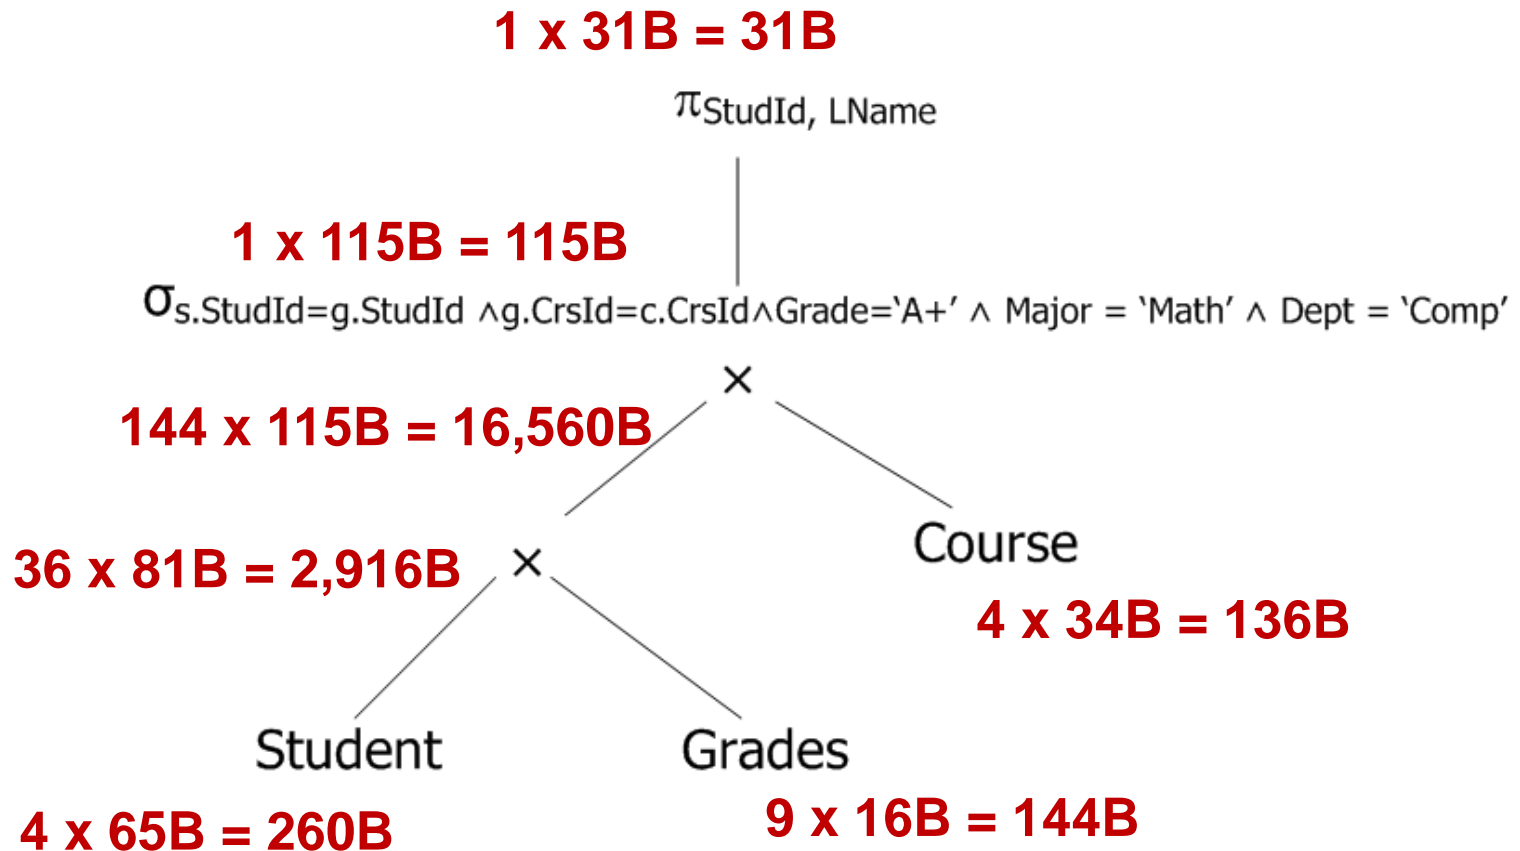 1 x 31B = 31B
πStudId, LName
1 x 115B = 115B
σs.StudId=g.StudId ∧g.CrsId=c.CrsId∧Grade=‘A+’ ∧ Major = ‘Math’ ∧ Dept = ‘Comp’
×
144 x 115B = 16,560B
Course
36 x 81B = 2,916B
×
4 x 34B = 136B
Student
Grades
4 x 65B = 260B
9 x 16B = 144B